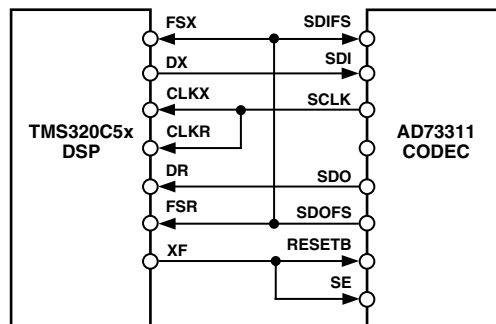 FSX SDIFS
DX SDI
CLKX SCLK
TMS320C5x
DSP
CLKR
AD73311
CODEC
DR SDO
FSR SDOFS
XF RESETB
SE